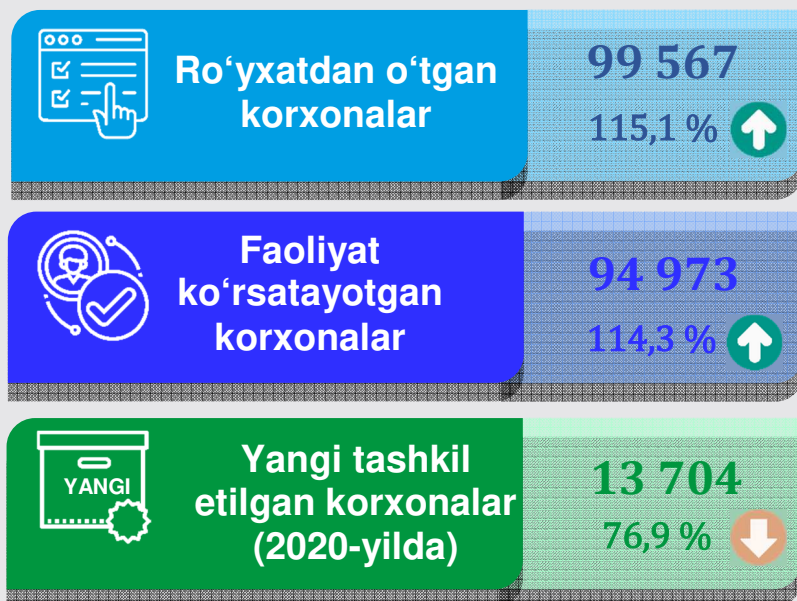 Ro‘yxatdan o‘tgan
korxonalar
99 567
115,1 %
Faoliyat
ko‘rsatayotgan
korxonalar
94 973
114,3 %
YANGI
Yangi tashkil
etilgan korxonalar
(2020-yilda)
13 704
76,9 %